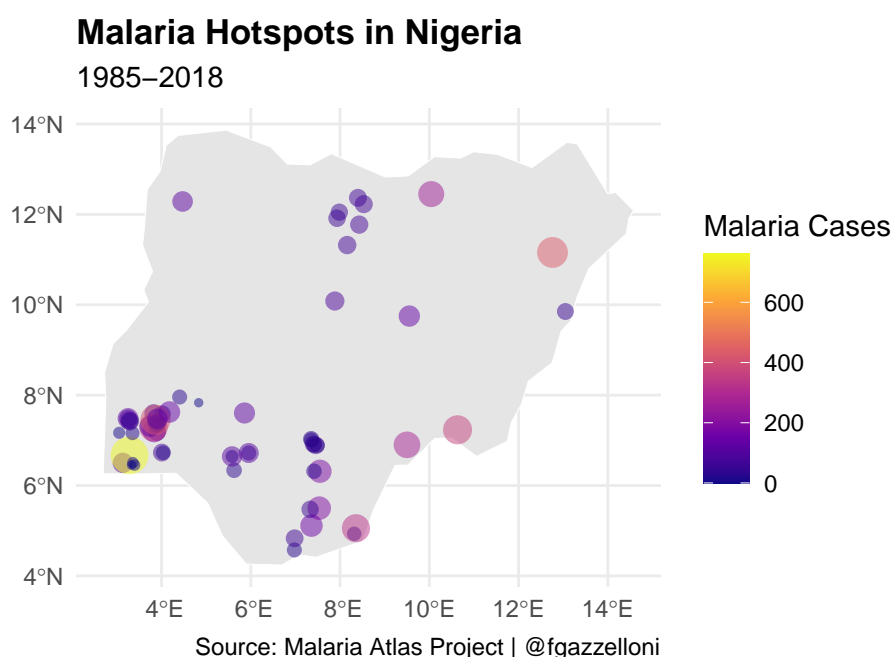 Malaria Hotspots in Nigeria
1985–2018
14°N
12°N
10°N
8°N
6°N
4°N
4°E 6°E 8°E 10°E 12°E 14°E
Malaria Cases
600
400
200
0
Source: Malaria Atlas Project | @fgazzelloni